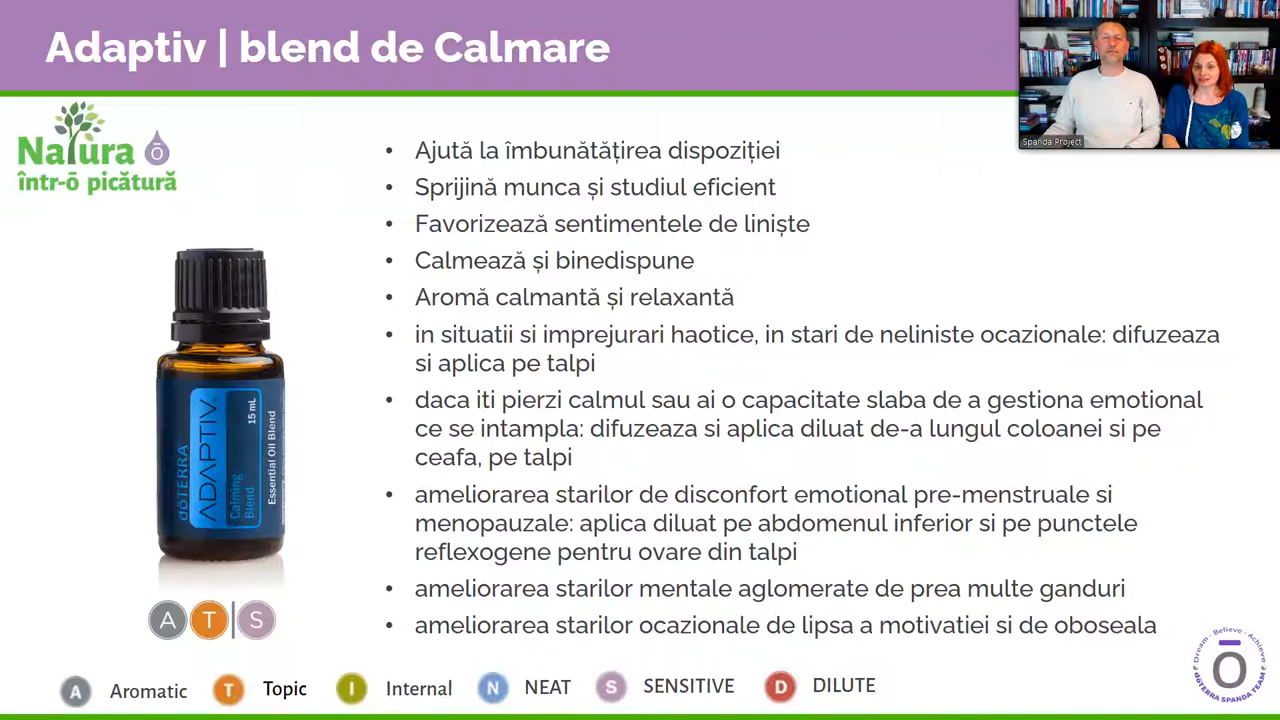 Adaptiv | blend de Calmare
Spanda Project
Natura ō
într-ō picătură
• Ajută la îmbunătățirea dispoziției
• Sprijină munca și studiul eficient
• Favorizează sentimentele de liniște
• Calmează și binedispune
• Aromă calmantă și relaxantă
• in situatii si imprejurari haotice, in stari de neliniste ocazionale: difuzeaza
si aplica pe talpi
• daca iti pierzi calmul sau ai o capacitate slaba de a gestiona emotional
ce se intampla: difuzeaza si aplica diluat de-a lungul coloanei si pe
ceafa, pe talpi
• ameliorarea starilor de disconfort emotional pre-menstruale si
menopauzale: aplica diluat pe abdomenul inferior si pe punctele
reflexogene pentru ovare din talpi
• ameliorarea starilor mentale aglomerate de prea multe ganduri
• ameliorarea starilor ocazionale de lipsa a motivatiei si de oboseala
dōTERRA
ADAPTIV
Calming
Blend
15 mL
Essential Oil Blend
A T | S
A Aromatic T Topic I Internal N NEAT S SENSITIVE D DILUTE
Dream - Believe - Achieve
ō
dōTERRA SPANDA TEAM